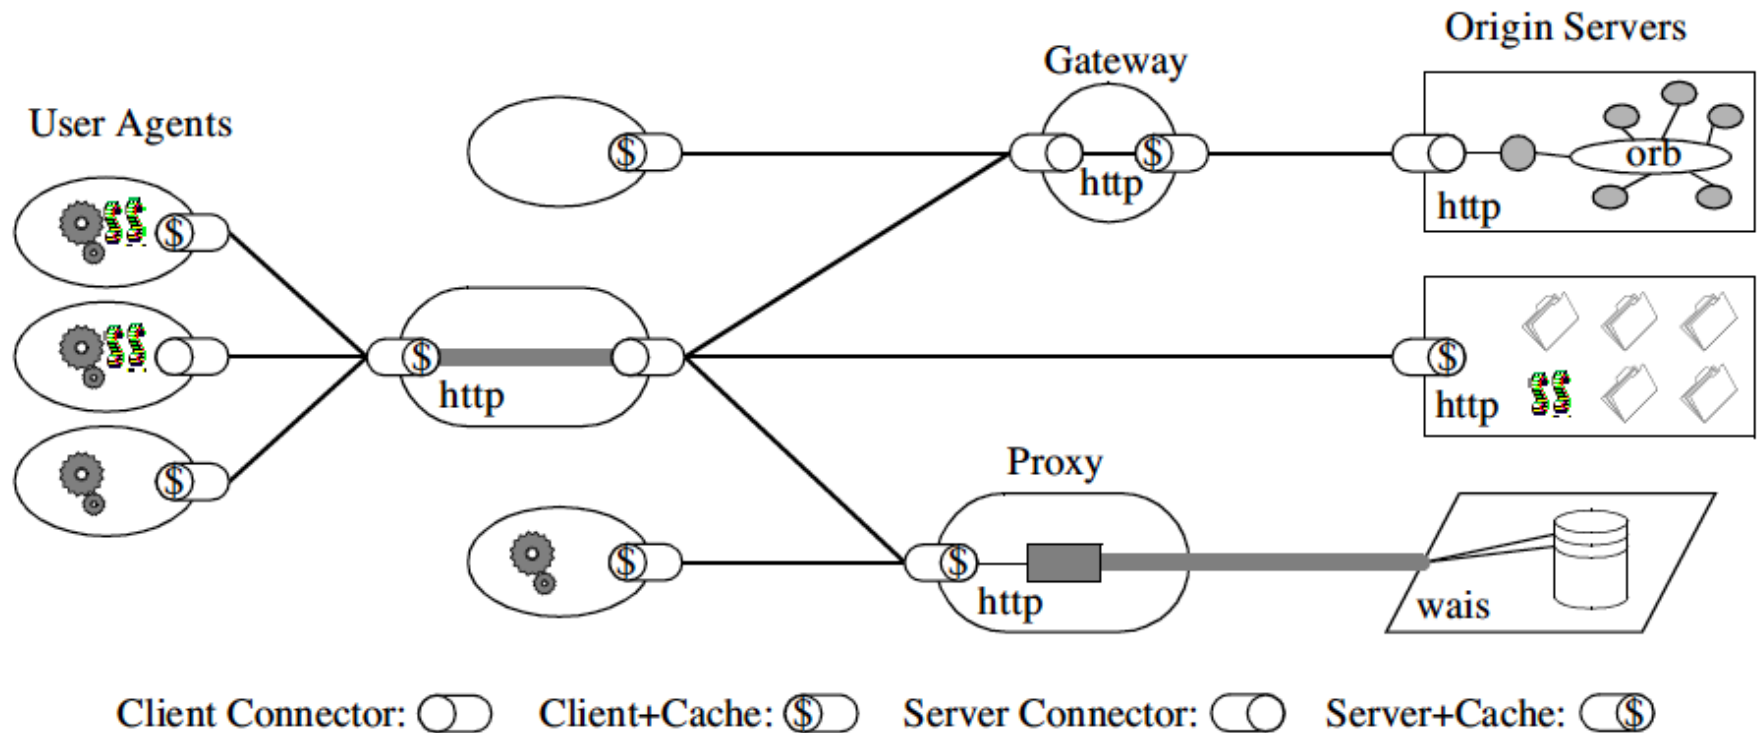 Origin Servers
Gateway
User Agents
$
$
orb
http
http
$
$
$
http
http
$
Proxy
$
$
http
wais
Client Connector:
Client+Cache: $
Server Connector:
Server+Cache: $